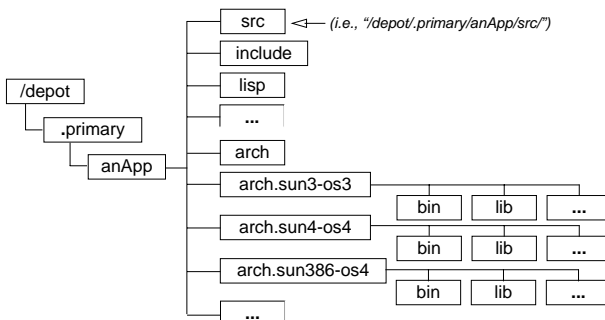 src
(i.e., “/depot/.primary/anApp/src/”)
include
lisp
/depot
...
.primary
arch
anApp
arch.sun3-os3
bin lib ...
arch.sun4-os4
bin lib ...
arch.sun386-os4
bin lib ...
...